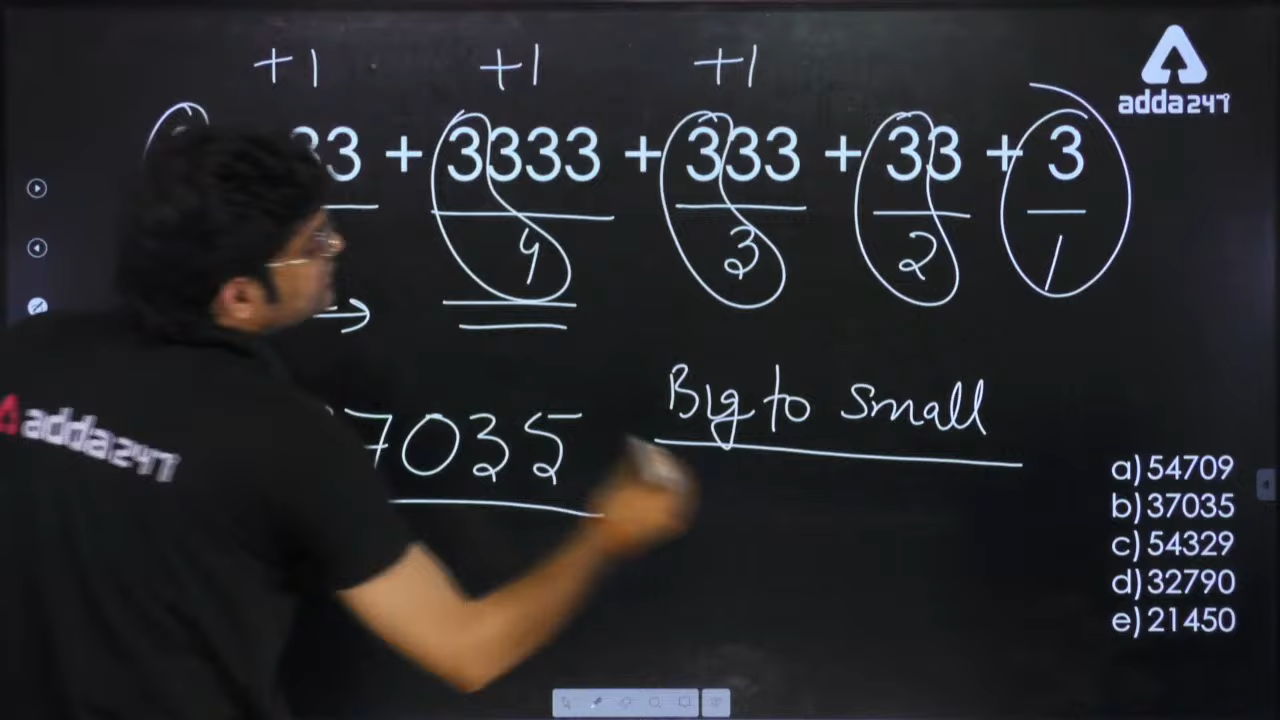 +1 +1 +1
adda247
33 + 3333 + 333 + 33 + 3
4 3 2 1
Big to small
7035
adda247
a) 54709
b) 37035
c) 54329
d) 32790
e) 21450